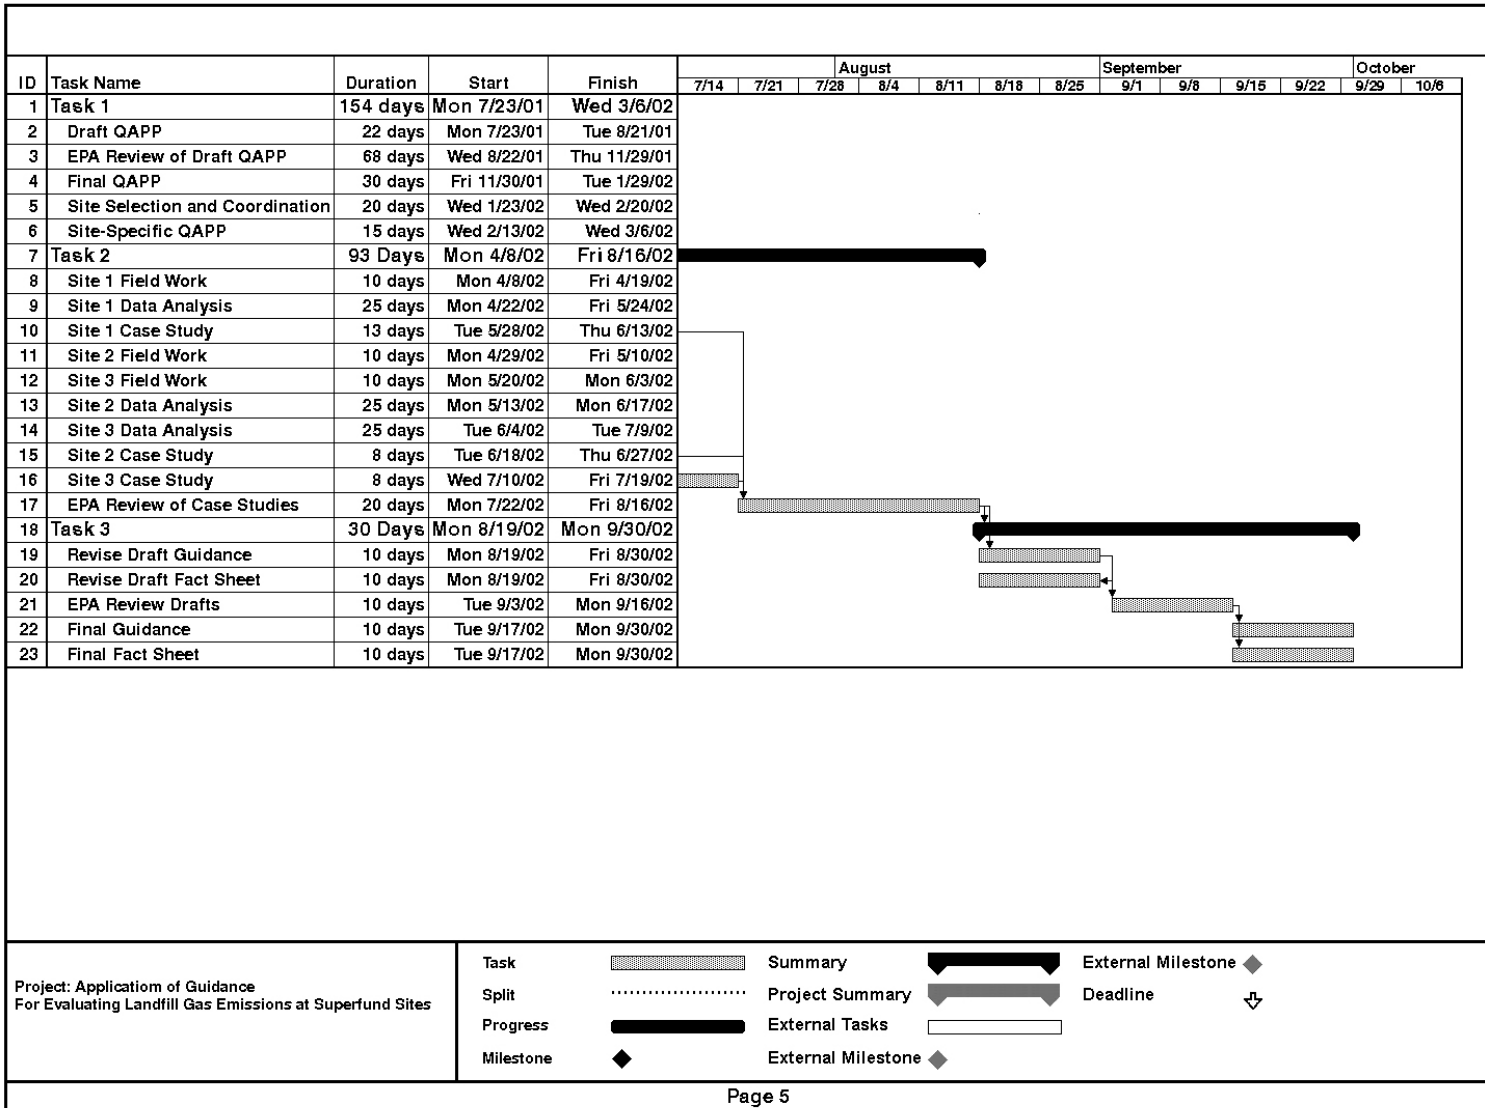 August September October
ID Task Name Duration Start Finish 7/14 7/21 7/28 8/4 8/11 8/18 8/25 9/1 9/8 9/15 9/22 9/29 10/6
1 Task 1 154 days Mon 7/23/01 Wed 3/6/02
2 Draft QAPP 22 days Mon 7/23/01 Tue 8/21/01
3 EPA Review of Draft QAPP 68 days Wed 8/22/01 Thu 11/29/01
4 Final QAPP 30 days Fri 11/30/01 Tue 1/29/02
5 Site Selection and Coordination 20 days Wed 1/23/02 Wed 2/20/02
6 Site-Specific QAPP 15 days Wed 2/13/02 Wed 3/6/02
7 Task 2 93 Days Mon 4/8/02 Fri 8/16/02
8 Site 1 Field Work 10 days Mon 4/8/02 Fri 4/19/02
9 Site 1 Data Analysis 25 days Mon 4/22/02 Fri 5/24/02
10 Site 1 Case Study 13 days Tue 5/28/02 Thu 6/13/02
11 Site 2 Field Work 10 days Mon 4/29/02 Fri 5/10/02
12 Site 3 Field Work 10 days Mon 5/20/02 Mon 6/3/02
13 Site 2 Data Analysis 25 days Mon 5/13/02 Mon 6/17/02
14 Site 3 Data Analysis 25 days Tue 6/4/02 Tue 7/9/02
15 Site 2 Case Study 8 days Tue 6/18/02 Thu 6/27/02
16 Site 3 Case Study 8 days Wed 7/10/02 Fri 7/19/02
17 EPA Review of Case Studies 20 days Mon 7/22/02 Fri 8/16/02
18 Task 3 30 Days Mon 8/19/02 Mon 9/30/02
19 Revise Draft Guidance 10 days Mon 8/19/02 Fri 8/30/02
20 Revise Draft Fact Sheet 10 days Mon 8/19/02 Fri 8/30/02
21 EPA Review Drafts 10 days Tue 9/3/02 Mon 9/16/02
22 Final Guidance 10 days Tue 9/17/02 Mon 9/30/02
23 Final Fact Sheet 10 days Tue 9/17/02 Mon 9/30/02
Project: Applicatiom of Guidance
For Evaluating Landfill Gas Emissions at Superfund Sites
Task Summary External Milestone
Split Project Summary Deadline
Progress External Tasks
Milestone External Milestone
Page 5